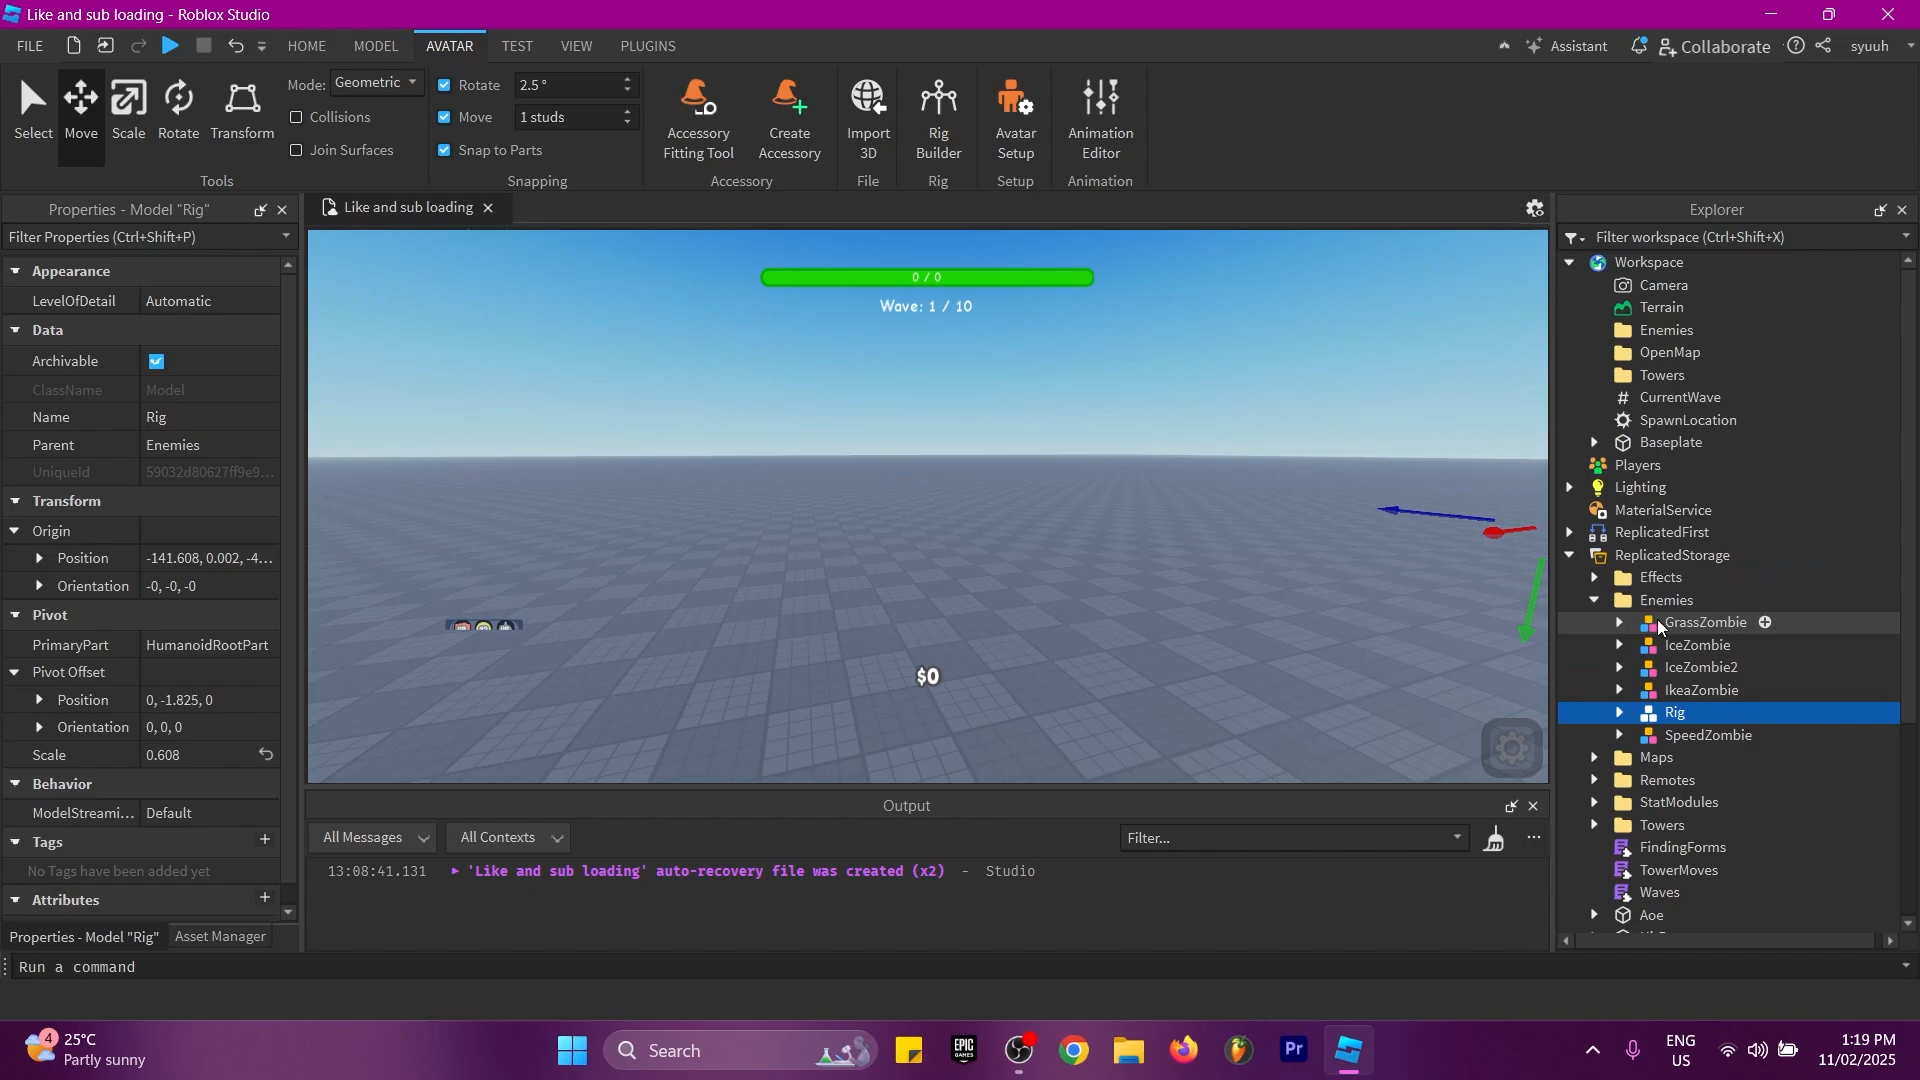 Like and sub loading - Roblox Studio
FILE
HOME
MODEL
AVATAR
TEST
VIEW
PLUGINS
Assistant
Collaborate
syuuh
Select
Move
Scale
Rotate
Transform
Mode:
Geometric
Collisions
Join Surfaces
Tools
Rotate
2.5 °
Move
1 studs
Snap to Parts
Snapping
Accessory
Fitting Tool
Create
Accessory
Accessory
Import
3D
File
Rig
Builder
Rig
Avatar
Setup
Setup
Animation
Editor
Animation
Properties - Model "Rig"
Filter Properties (Ctrl+Shift+P)
Appearance
LevelOfDetail
Automatic
Data
Archivable
ClassName
Model
Name
Rig
Parent
Enemies
UniqueId
59032d80627ff9e9...
Transform
Origin
Position
-141.608, 0.002, -4...
Orientation
-0, -0, -0
Pivot
PrimaryPart
HumanoidRootPart
Pivot Offset
Position
0, -1.825, 0
Orientation
0, 0, 0
Scale
0.608
Behavior
ModelStreami...
Default
Tags
No Tags have been added yet
Attributes
Properties - Model "Rig"
Asset Manager
Run a command
Like and sub loading
0 / 0
Wave: 1 / 10
$0
Output
All Messages
All Contexts
Filter...
13:08:41.131
'Like and sub loading' auto-recovery file was created (x2) - Studio
Explorer
Filter workspace (Ctrl+Shift+X)
Workspace
Camera
Terrain
Enemies
OpenMap
Towers
CurrentWave
SpawnLocation
Baseplate
Players
Lighting
MaterialService
ReplicatedFirst
ReplicatedStorage
Effects
Enemies
GrassZombie
IceZombie
IceZombie2
IkeaZombie
Rig
SpeedZombie
Maps
Remotes
StatModules
Towers
FindingForms
TowerMoves
Waves
Aoe
4
25°C
Partly sunny
Search
EPIC
GAMES
Pr
ENG
US
1:19 PM
11/02/2025